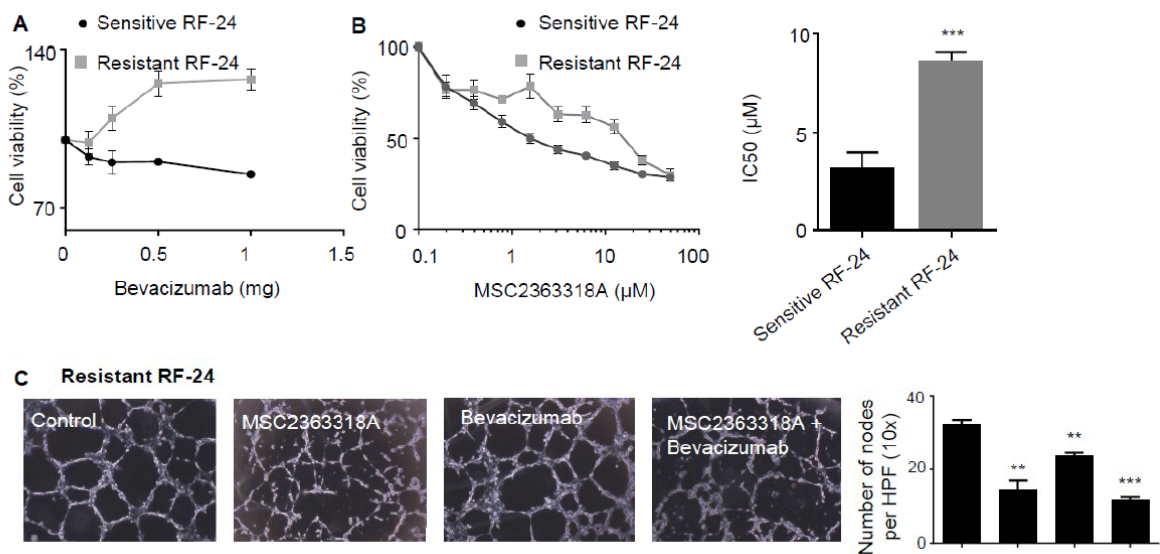 A
Sensitive RF-24
Resistant RF-24
140
70
Cell viability (%)
0
0.5
1.0
1.5
Bevacizumab (mg)
B
Sensitive RF-24
Resistant RF-24
100
50
0
Cell viability (%)
0.1
1
10
100
MSC2363318A (µM)
***
10
5
0
IC50 (µM)
Sensitive RF-24
Resistant RF-24
C
Resistant RF-24
Control
MSC2363318A
Bevacizumab
MSC2363318A +
Bevacizumab
Number of nodes
per HPF (10x)
40
20
0
**
**
***